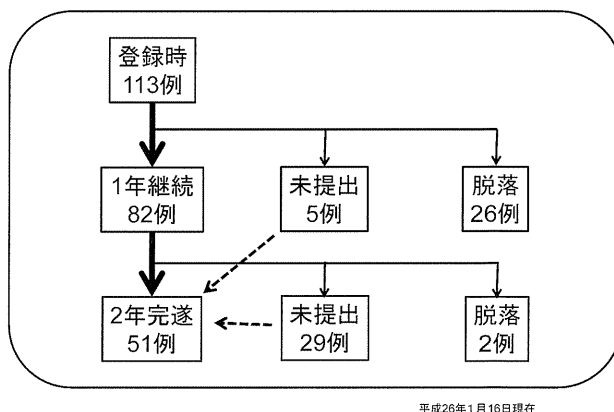 登録時
113例
1年継続
82例
未提出
5例
脱落
26例
2年完遂
51例
未提出
29例
脱落
2例
平成26年1月16日現在